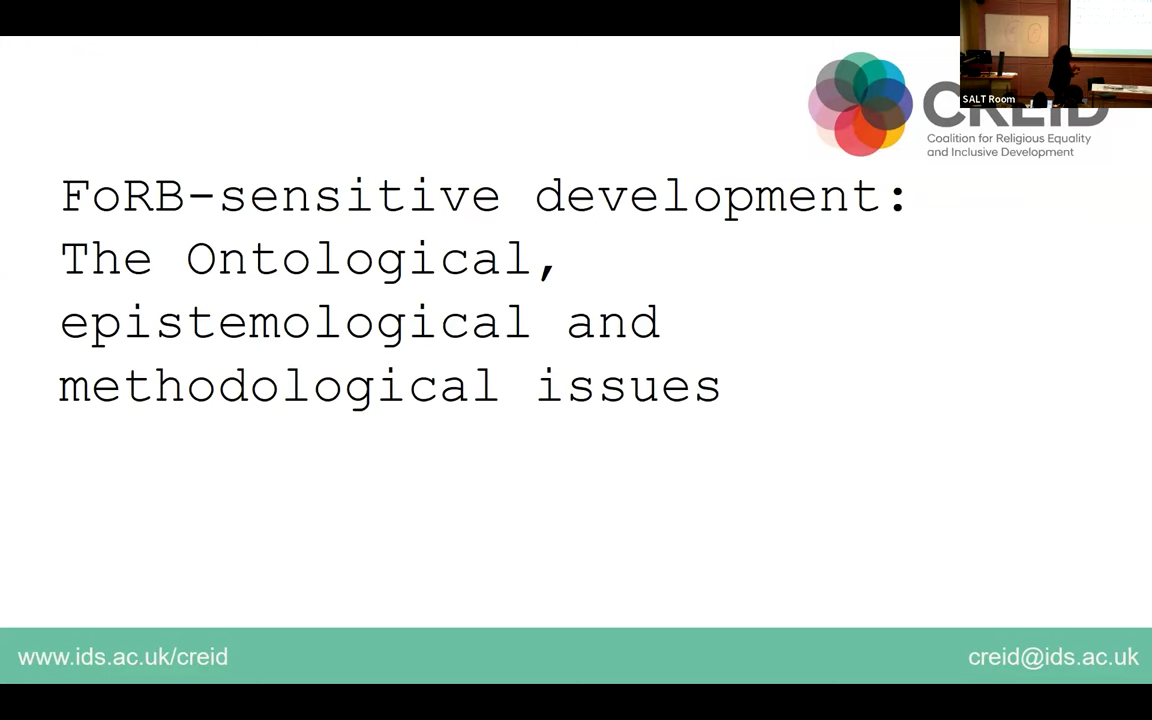 SALT Room
CREID
Coalition for Religious Equality
and Inclusive Development
FoRB-sensitive development:
The Ontological,
epistemological and
methodological issues
www.ids.ac.uk/creid
creid@ids.ac.uk